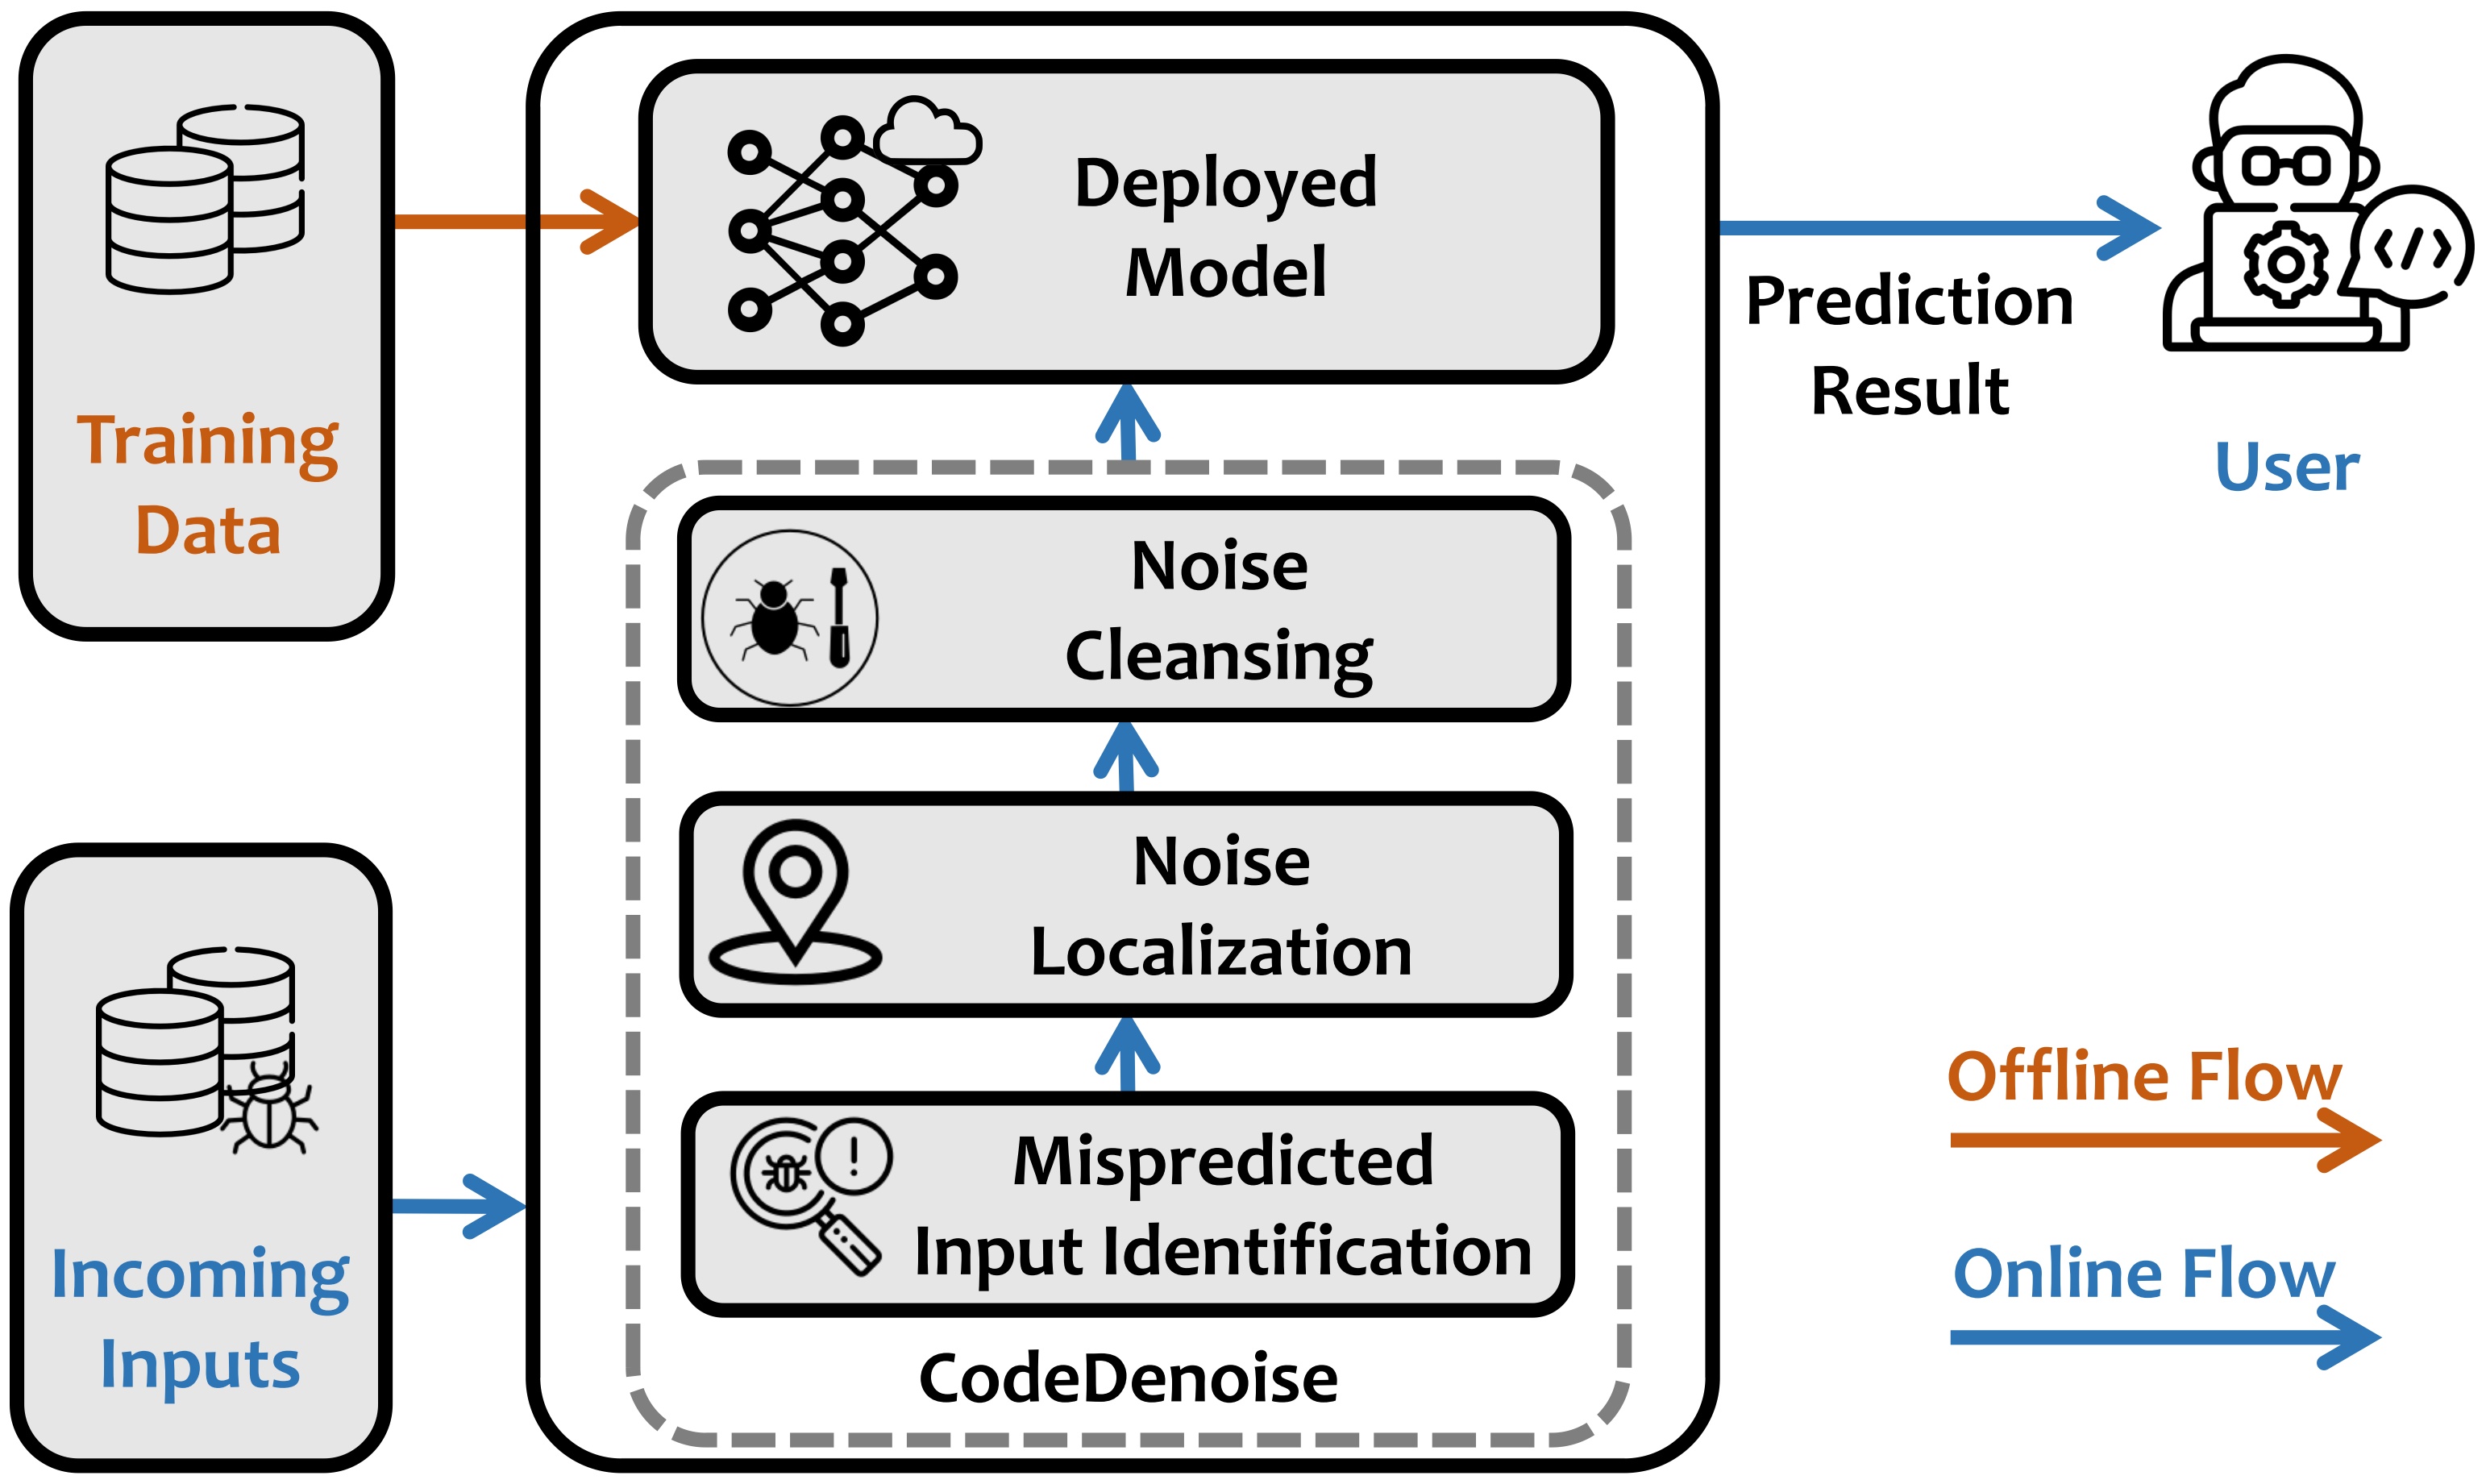 Training
Data
Incoming
Inputs
Deployed
Model
Noise
Cleansing
Noise
Localization
Mispredicted
Input Identification
CodeDenoise
Prediction
Result
User
Offline Flow
Online Flow